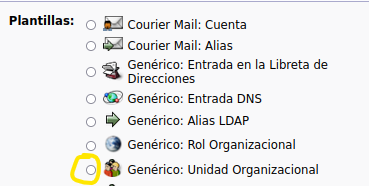 Plantillas:
Courier Mail: Cuenta
Courier Mail: Alias
Genérico: Entrada en la Libreta de
Direcciones
Genérico: Entrada DNS
Genérico: Alias LDAP
Genérico: Rol Organizacional
Genérico: Unidad Organizacional